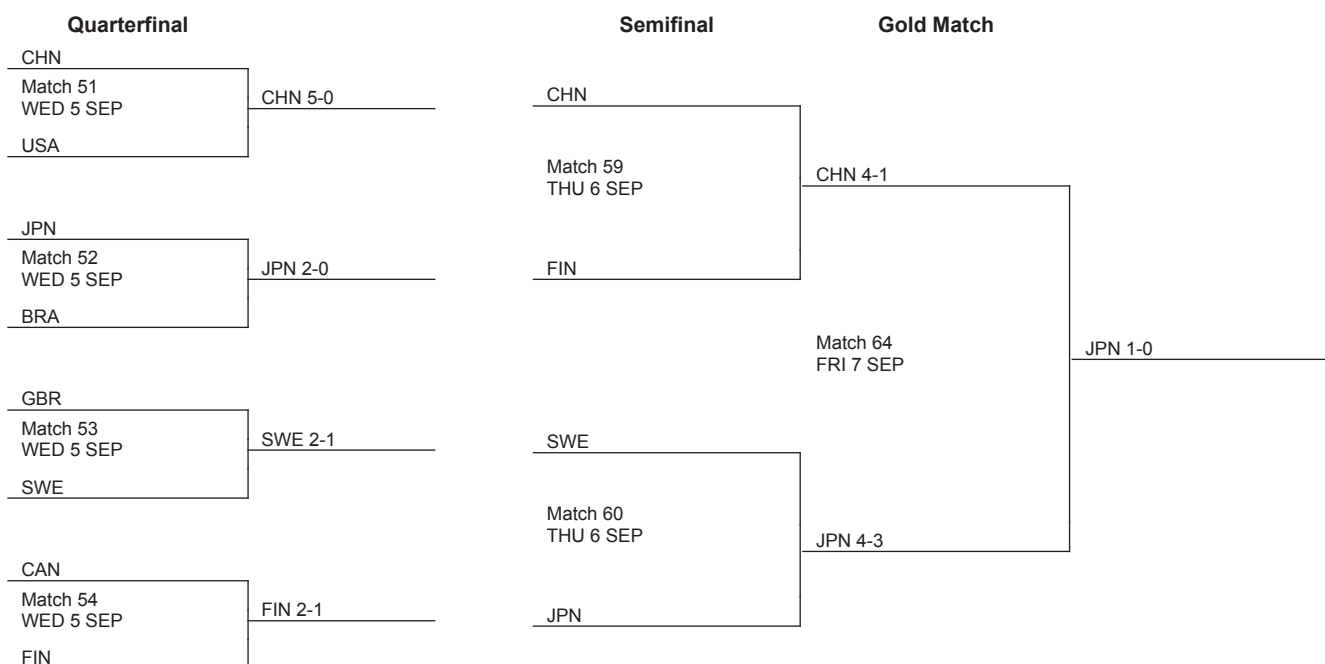 Quarterfinal
Semifinal
Gold Match
CHN
Match 51
WED 5 SEP
USA
CHN 5-0
JPN
Match 52
WED 5 SEP
BRA
JPN 2-0
GBR
Match 53
WED 5 SEP
SWE
SWE 2-1
CAN
Match 54
WED 5 SEP
FIN
FIN 2-1
CHN
Match 59
THU 6 SEP
FIN
CHN 4-1
SWE
Match 60
THU 6 SEP
JPN
JPN 4-3
Match 64
FRI 7 SEP
JPN 1-0